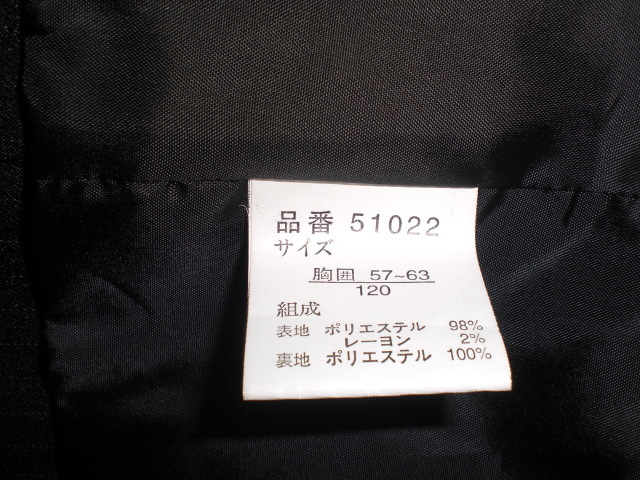 品番 51022
サイズ
胸囲 57~63
120
組成
表地 ポリエステル 98%
レーヨン 2%
裏地 ポリエステル 100%